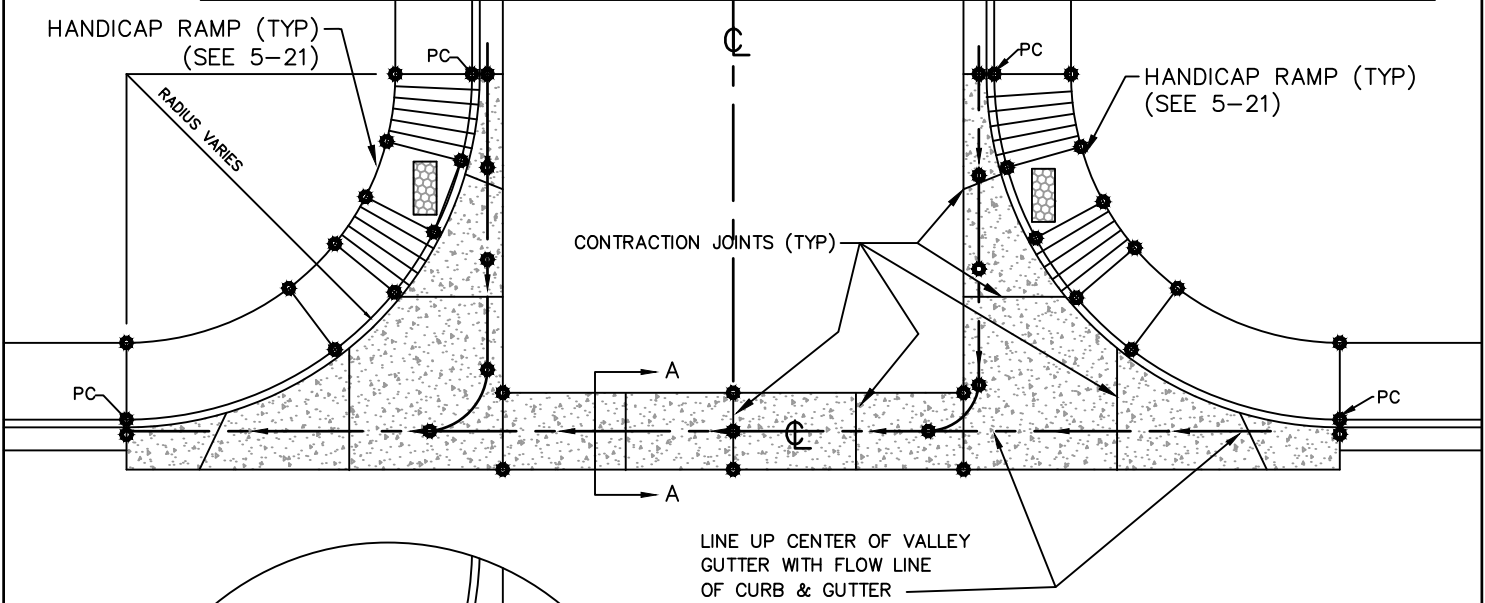 HANDICAP RAMP (TYP)
(SEE 5-21)
PC
℄
PC
HANDICAP RAMP (TYP)
(SEE 5-21)
RADIUS VARIES
CONTRACTION JOINTS (TYP)
A
PC
PC
℄
A
LINE UP CENTER OF VALLEY
GUTTER WITH FLOW LINE
OF CURB & GUTTER